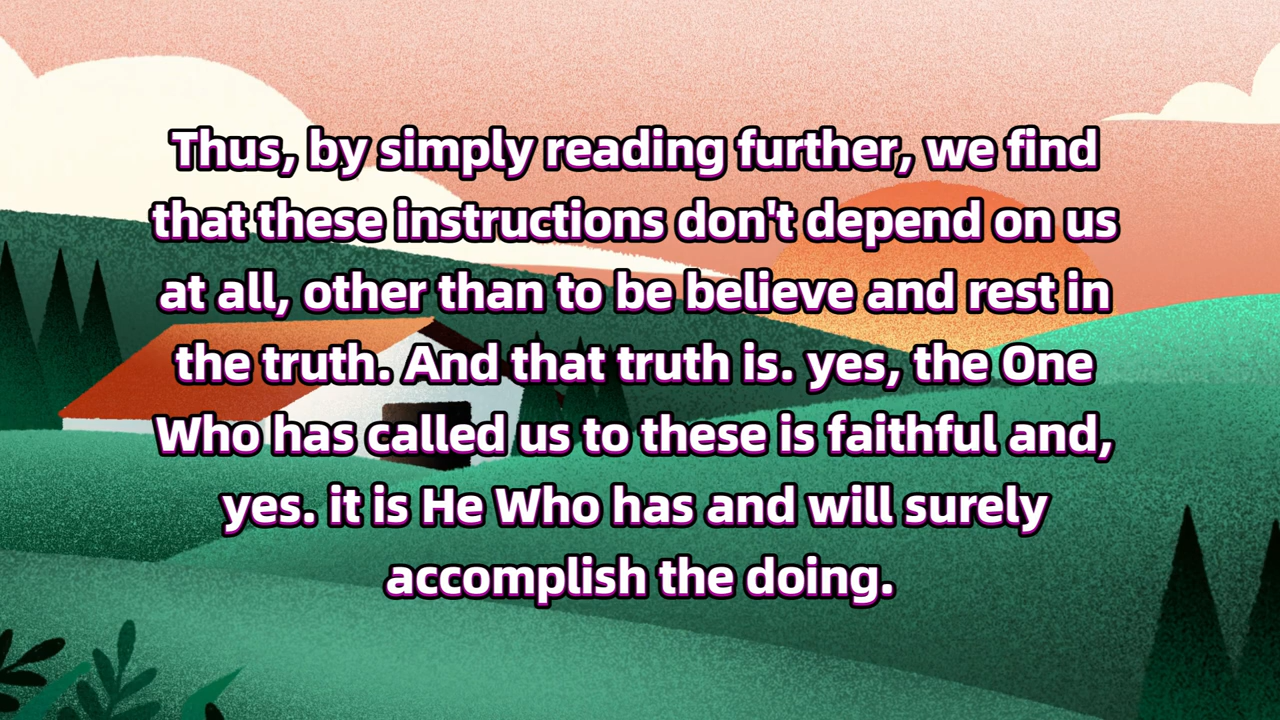 Thus, by simply reading further, we find
that these instructions don't depend on us
at all, other than to be believe and rest in
the truth. And that truth is. yes, the One
Who has called us to these is faithful and,
yes. it is He Who has and will surely
accomplish the doing.